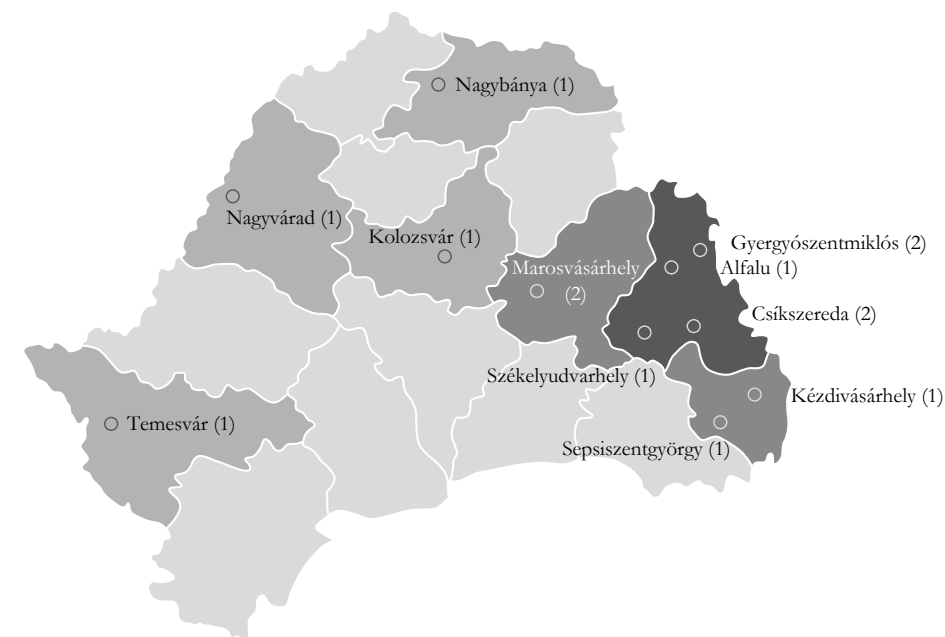 Nagybánya (1)
Nagyvárad (1)
Kolozsvár (1)
Gyergyószentmiklós (2)
Alfalu (1)
Marosvásárhely
(2)
Csíkszereda (2)
Székelyudvarhely (1)
Kézdivásárhely (1)
Temesvár (1)
Sepsiszentgyörgy (1)